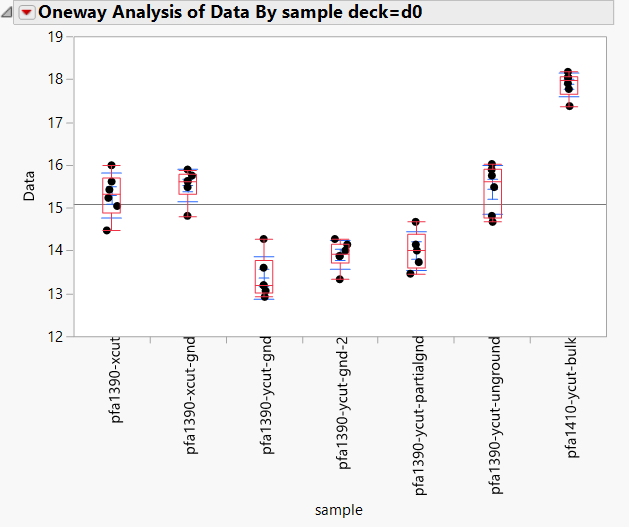 Oneway Analysis of Data By sample deck=d0
19
18
17
16
15
14
13
12
Data
pfa1390-xcut
pfa1390-xcut-gnd
pfa1390-ycut-gnd
pfa1390-ycut-gnd-2
pfa1390-ycut-partialgnd
pfa1390-ycut-unground
pfa1410-ycut-bulk
sample